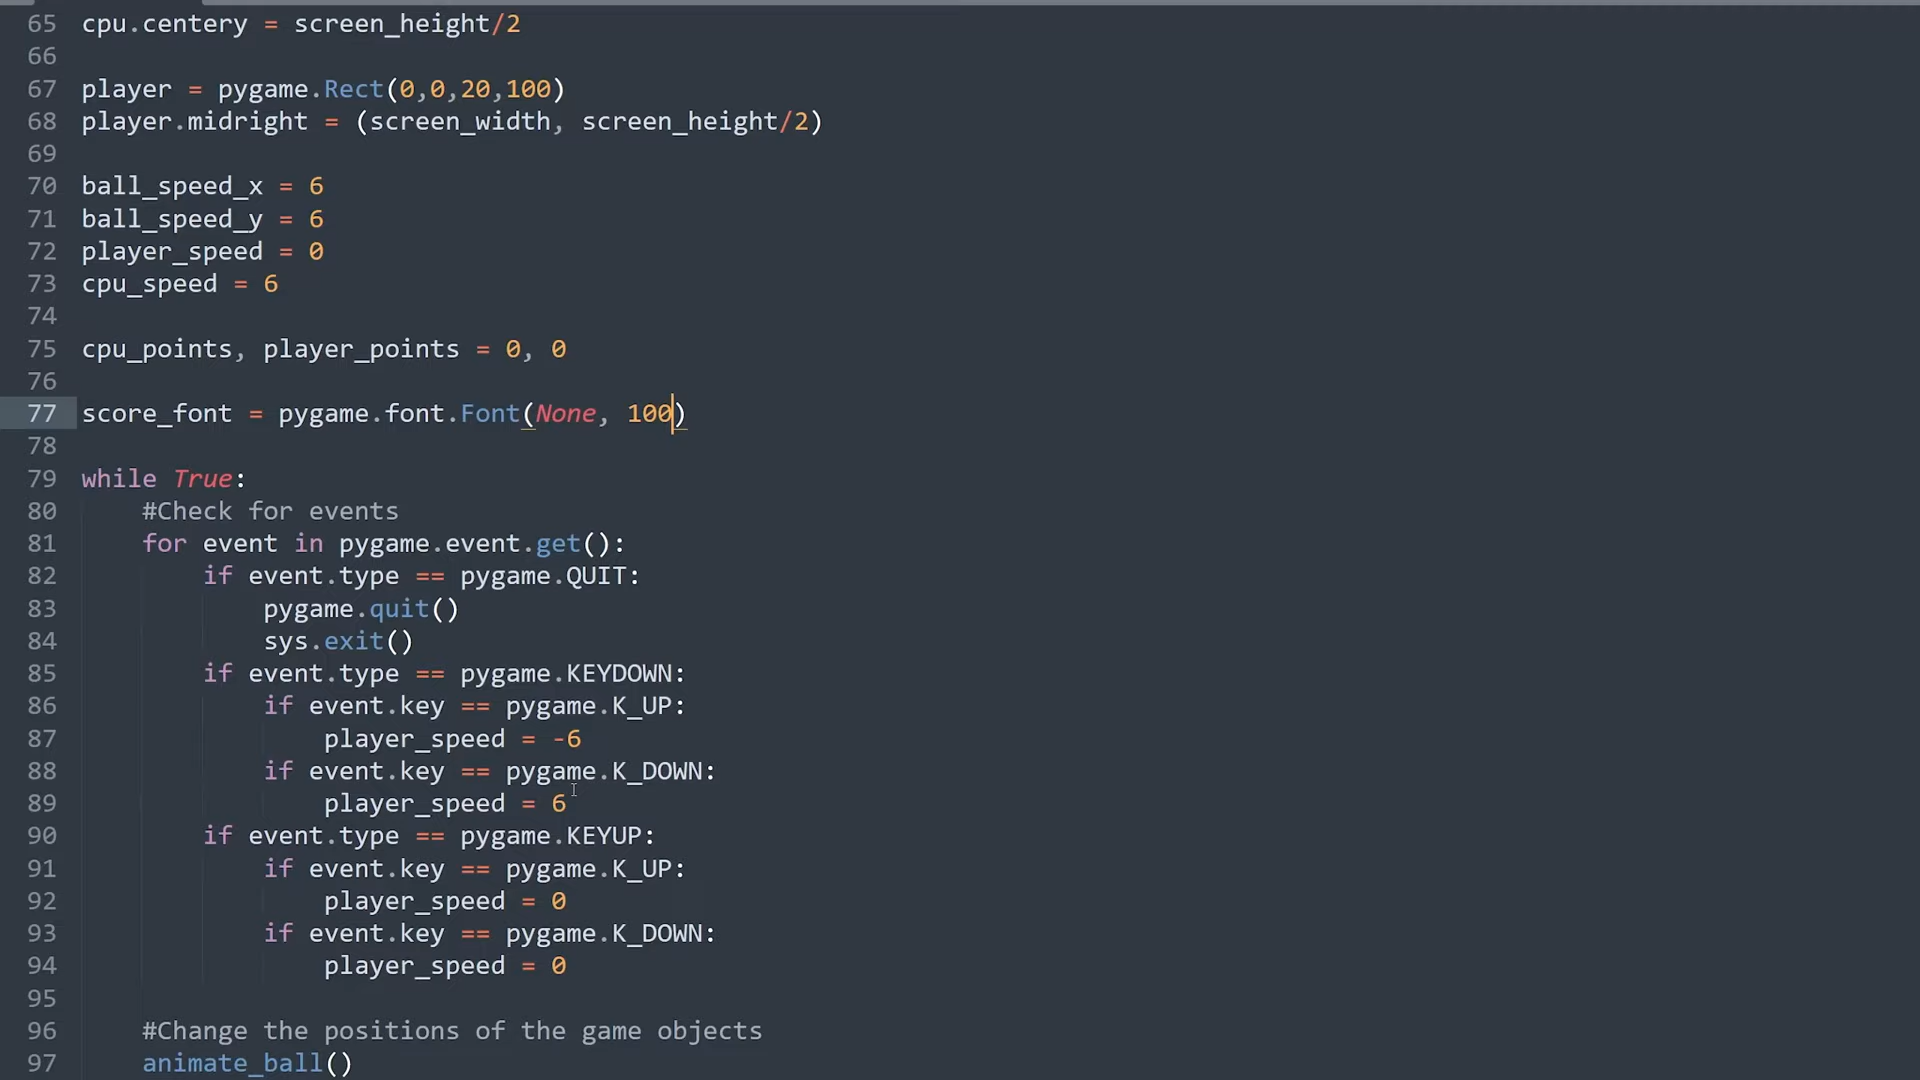 65 cpu.centery = screen_height/2
66
67 player = pygame.Rect(0,0,20,100)
68 player.midright = (screen_width, screen_height/2)
69
70 ball_speed_x = 6
71 ball_speed_y = 6
72 player_speed = 0
73 cpu_speed = 6
74
75 cpu_points, player_points = 0, 0
76
77 score_font = pygame.font.Font(None, 100)
78
79 while True:
80     #Check for events
81     for event in pygame.event.get():
82         if event.type == pygame.QUIT:
83             pygame.quit()
84             sys.exit()
85         if event.type == pygame.KEYDOWN:
86             if event.key == pygame.K_UP:
87                 player_speed = -6
88             if event.key == pygame.K_DOWN:
89                 player_speed = 6
90         if event.type == pygame.KEYUP:
91             if event.key == pygame.K_UP:
92                 player_speed = 0
93             if event.key == pygame.K_DOWN:
94                 player_speed = 0
95
96     #Change the positions of the game objects
97     animate_ball()